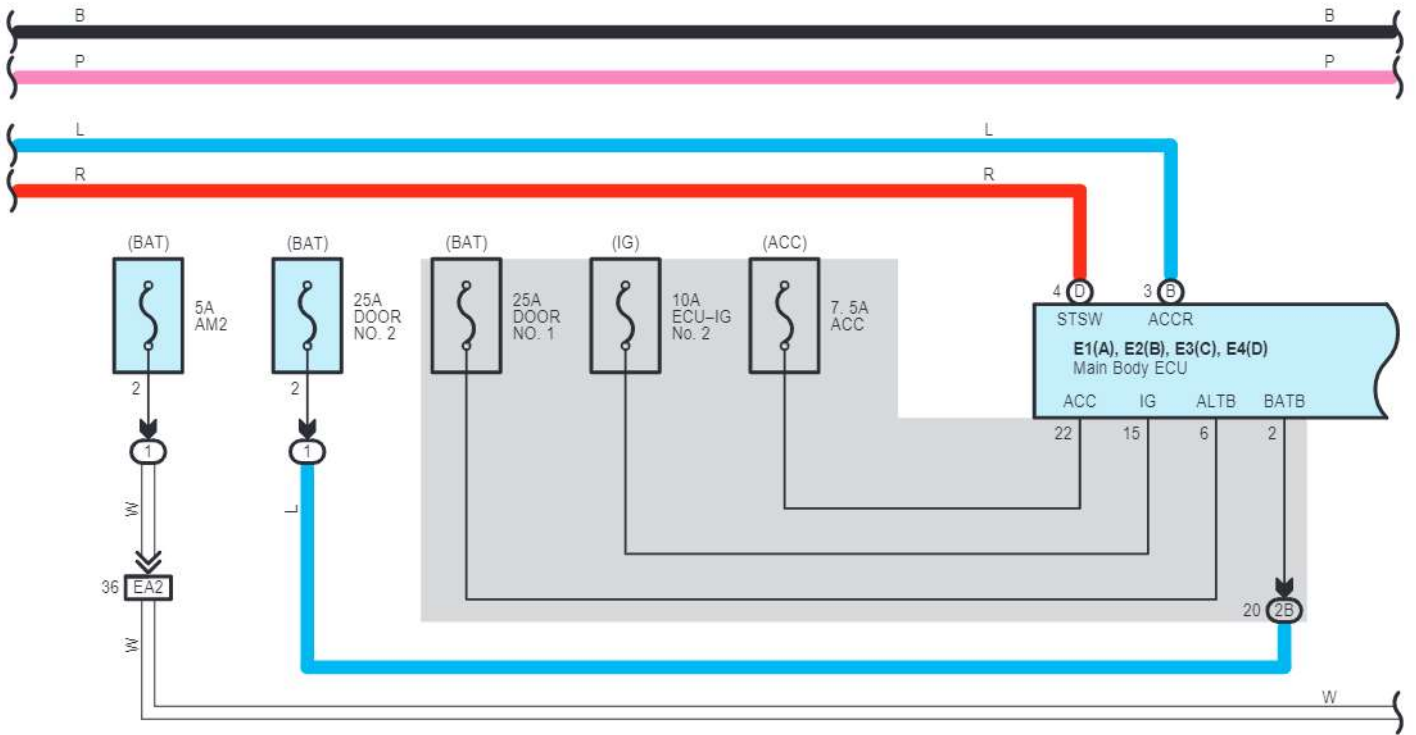 B
B
P
P
L
L
R
R
(BAT)
(BAT)
(BAT)
(IG)
(ACC)
5A
AM2
25A
DOOR
NO. 2
25A
DOOR
NO. 1
10A
ECU–IG
No. 2
7. 5A
ACC
4 D
3 B
STSW
ACCR
E1(A), E2(B), E3(C), E4(D)
Main Body ECU
ACC
IG
ALTB
BATB
2
2
22
15
6
2
1
1
W
L
36 EA2
20 2B
W
W